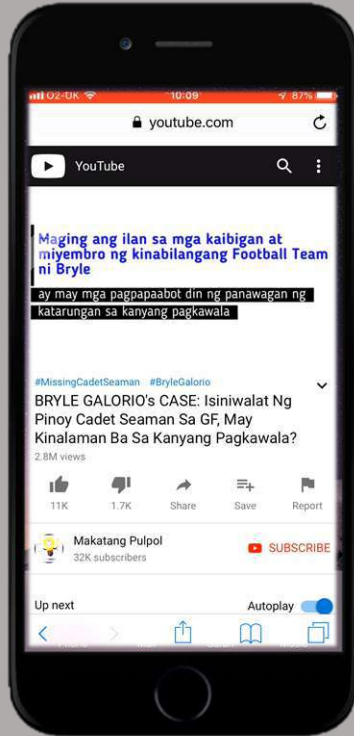 O2-UK 10:09 87%
youtube.com
YouTube
Maging ang ilan sa mga kaibigan at
miyembro ng kinabilangang Football Team
ni Bryle
ay may mga pagpapaabot din ng panawagan ng
katarungan sa kanyang pagkawala
#MissingCadetSeaman #BryleGalorio
BRYLE GALORIO's CASE: Isiniwalat Ng
Pinoy Cadet Seaman Sa GF, May
Kinalaman Ba Sa Kanyang Pagkawala?
2.8M views
11K 1.7K Share Save Report
Makatang Pulpol
32K subscribers
SUBSCRIBE
Up next Autoplay